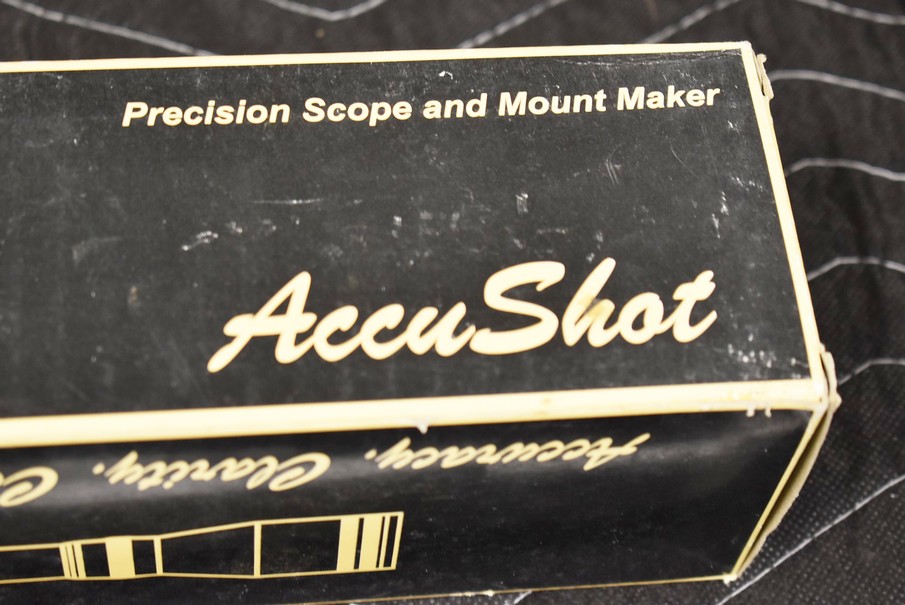 Precision Scope and Mount Maker
AccuShot
Accuracy. Clarity.